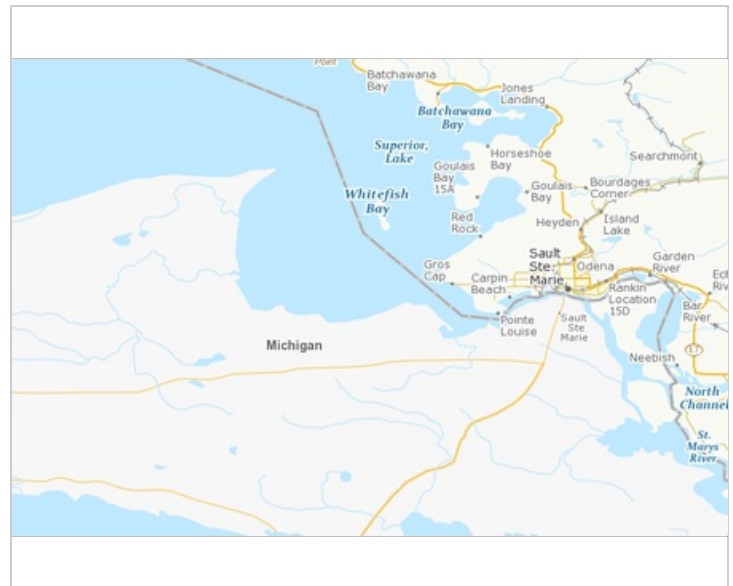 Point
Batchawana
Bay
Jones
Landing
Batchawana
Bay
Superior,
Lake
Horseshoe
Bay
Searchmont
Goulais
Bay
15A
Goulais
Bay
Bourdages
Corner
Whitefish
Bay
Red
Rock
Heyden
Island
Lake
Sault
Ste.
Marie
Odena
Garden
River
Gros
Cap
Carpin
Beach
Rankin
Location
15D
Ech
Riv
Bar
River
Pointe
Louise
Sault
Ste
Marie
Michigan
Neebish
17
North
Channel
St.
Marys
River